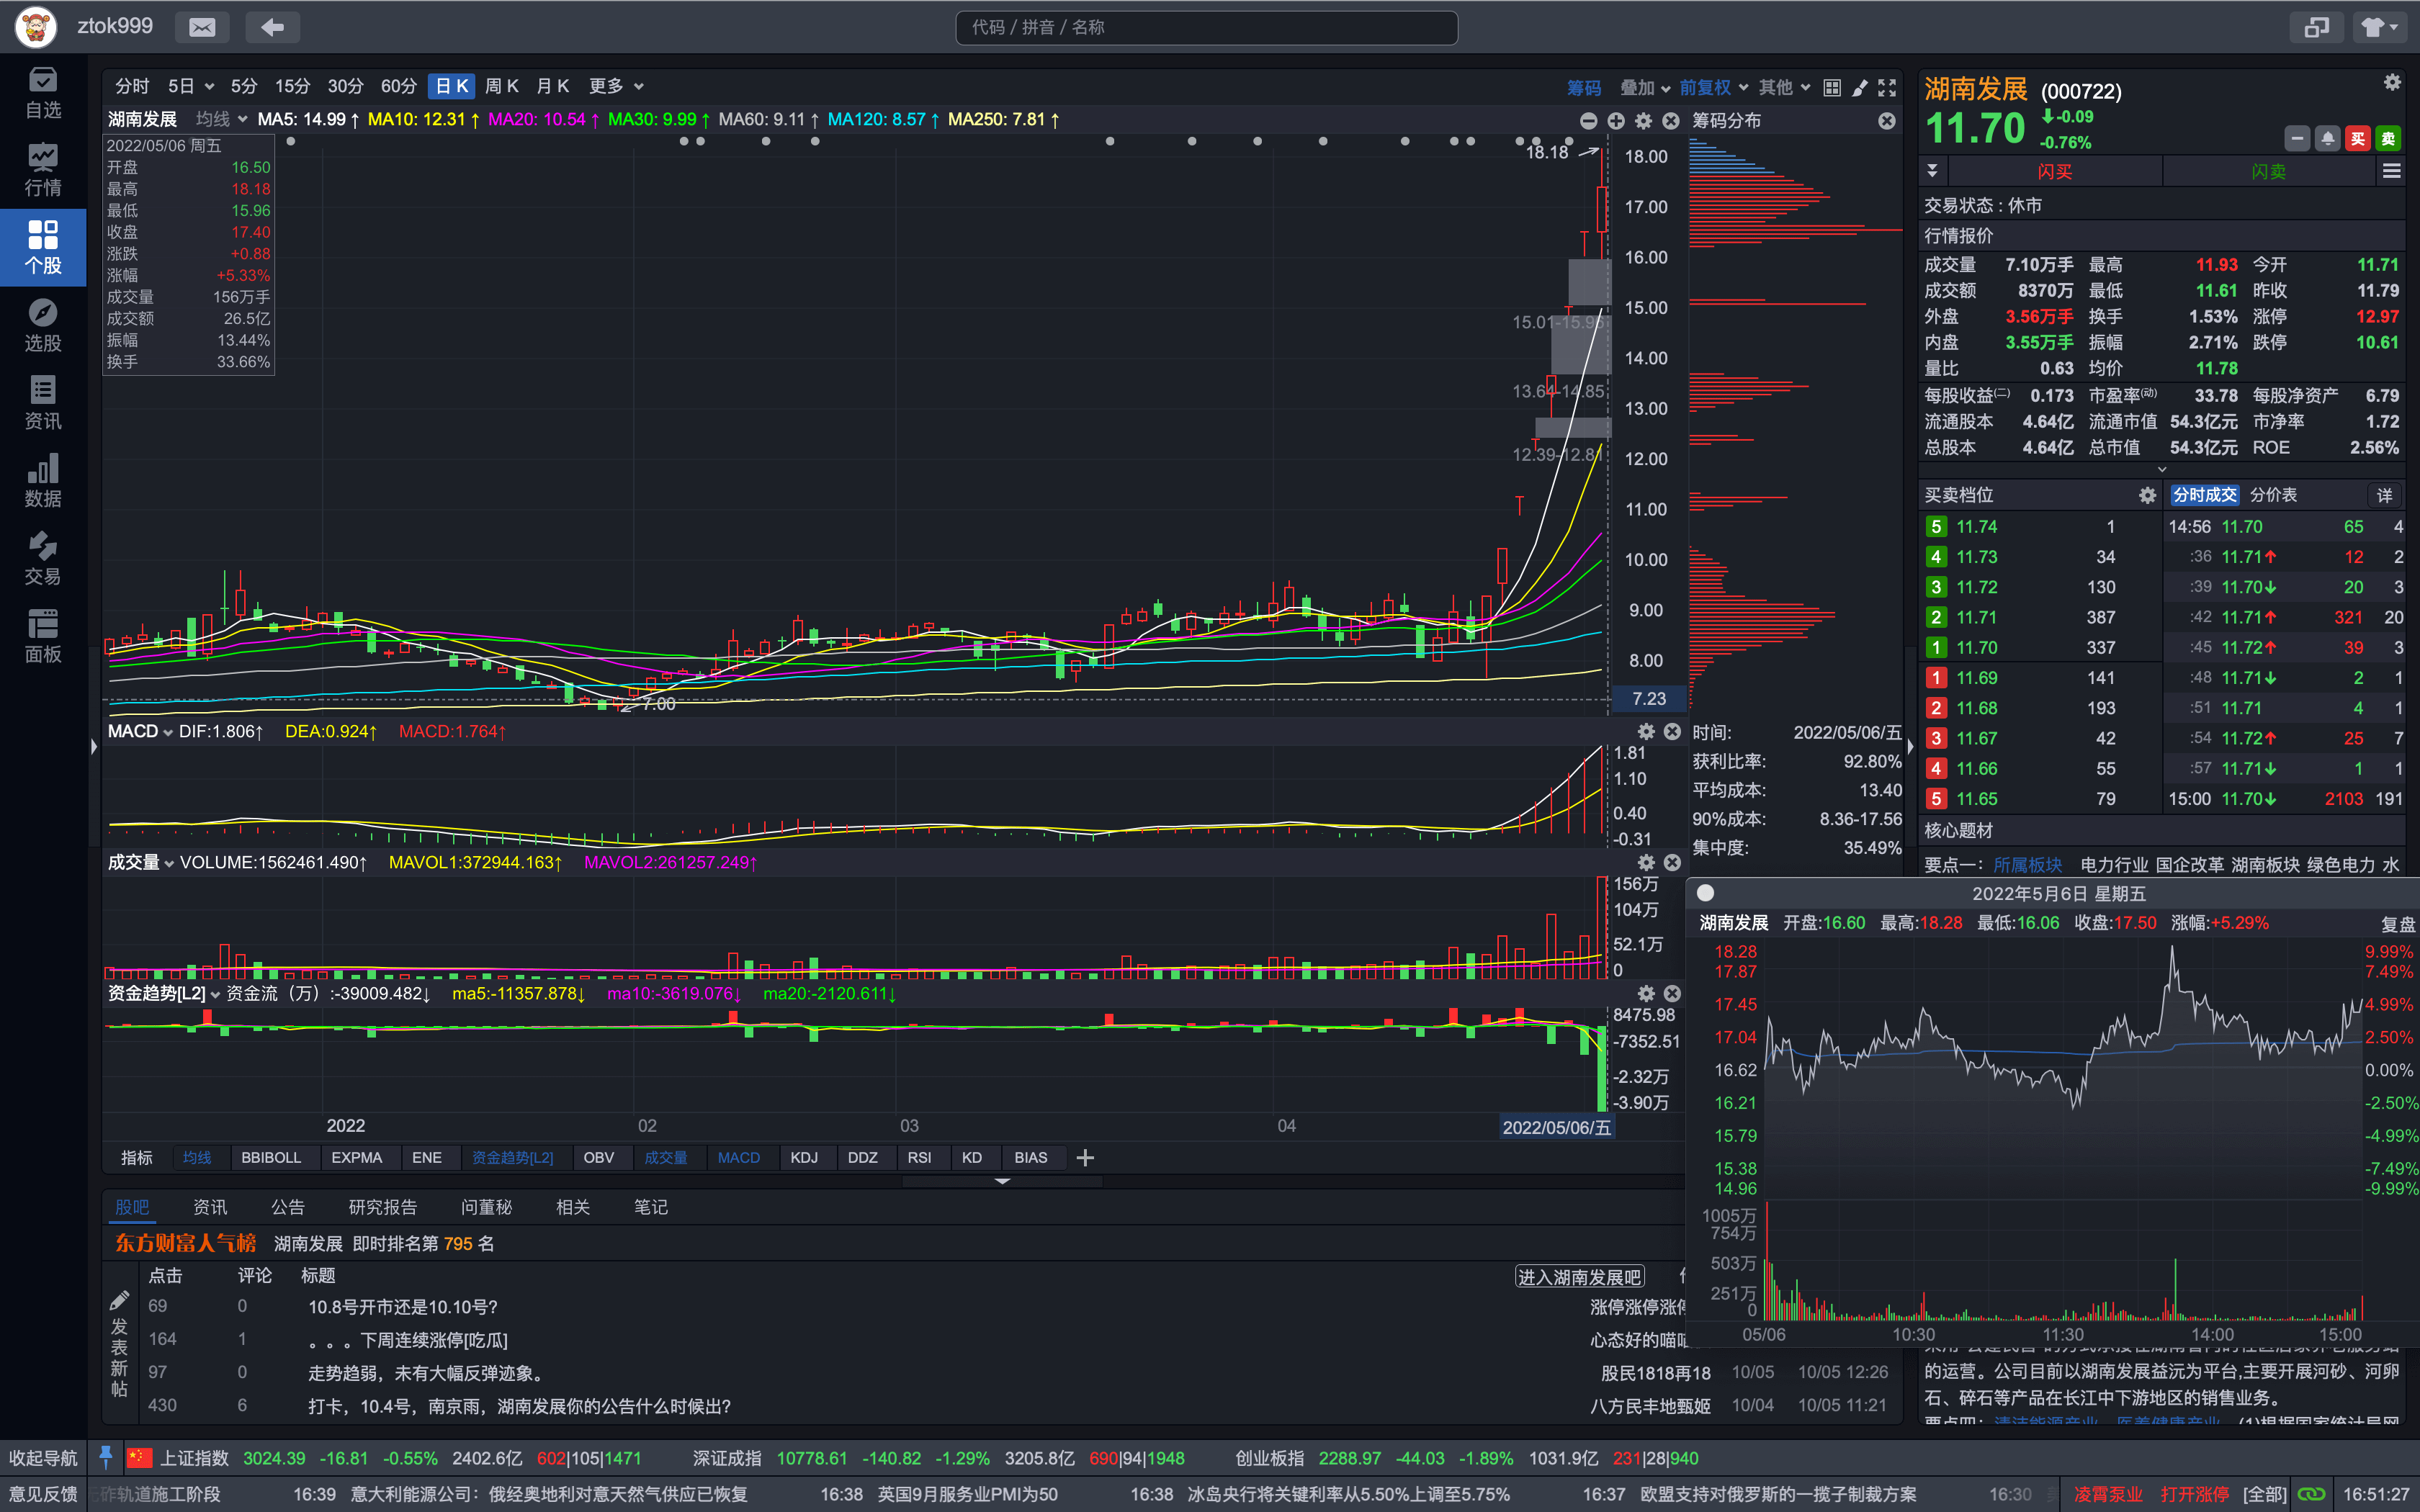 ztok999
代码 / 拼音 / 名称
自选
行情
个股
选股
资讯
数据
交易
面板
分时 5日 5分 15分 30分 60分 日K 周K 月K 更多 筹码 叠加 前复权 其他
湖南发展 均线 MA5: 14.99↑ MA10: 12.31↑ MA20: 10.54↑ MA30: 9.99↑ MA60: 9.11↑ MA120: 8.57↑ MA250: 7.81↑
筹码分布
2022/05/06 周五
开盘 16.50
最高 18.18
最低 15.96
收盘 17.40
涨跌 +0.88
涨幅 +5.33%
成交量 156万手
成交额 26.5亿
振幅 13.44%
换手 33.66%
18.18
15.01-15.96
13.64-14.85
12.39-12.81
7.00
18.00
17.00
16.00
15.00
14.00
13.00
12.00
11.00
10.00
9.00
8.00
7.23
MACD DIF:1.806↑ DEA:0.924↑ MACD:1.764↑
1.81
1.10
0.40
-0.31
成交量 VOLUME:1562461.490↑ MAVOL1:372944.163↑ MAVOL2:261257.249↑
156万
104万
52.1万
0
资金趋势[L2] 资金流（万）:-39009.482↓ ma5:-11357.878↓ ma10:-3619.076↓ ma20:-2120.611↓
8475.98
-7352.51
-2.32万
-3.90万
2022 02 03 04 2022/05/06/五
时间: 2022/05/06/五
获利比率: 92.80%
平均成本: 13.40
90%成本: 8.36-17.56
集中度: 35.49%
指标 均线 BBIBOLL EXPMA ENE 资金趋势[L2] OBV 成交量 MACD KDJ DDZ RSI KD BIAS
股吧 资讯 公告 研究报告 问董秘 相关 笔记
东方财富人气榜 湖南发展 即时排名第 795 名
点击 评论 标题 进入湖南发展吧
发表新帖
69 0 10.8号开市还是10.10号? 涨停涨停涨停
164 1 。。。下周连续涨停[吃瓜] 心态好的喵
97 0 走势趋弱，未有大幅反弹迹象。 股民1818再18 10/05 10/05 12:26
430 6 打卡，10.4号，南京雨，湖南发展你的公告什么时候出? 八方民丰地甄姬 10/04 10/05 11:21
湖南发展 (000722)
11.70 -0.09
-0.76%
买 卖
闪买 闪卖
交易状态 : 休市
行情报价
成交量 7.10万手 最高 11.93 今开 11.71
成交额 8370万 最低 11.61 昨收 11.79
外盘 3.56万手 换手 1.53% 涨停 12.97
内盘 3.55万手 振幅 2.71% 跌停 10.61
量比 0.63 均价 11.78
每股收益(二) 0.173 市盈率(动) 33.78 每股净资产 6.79
流通股本 4.64亿 流通市值 54.3亿元 市净率 1.72
总股本 4.64亿 总市值 54.3亿元 ROE 2.56%
买卖档位 分时成交 分价表 详
5 11.74 1 14:56 11.70 65 4
4 11.73 34 :36 11.71↑ 12 2
3 11.72 130 :39 11.70↓ 20 3
2 11.71 387 :42 11.71↑ 321 20
1 11.70 337 :45 11.72↑ 39 3
1 11.69 141 :48 11.71↓ 2 1
2 11.68 193 :51 11.71 4 1
3 11.67 42 :54 11.72↑ 25 7
4 11.66 55 :57 11.71↓ 1 1
5 11.65 79 15:00 11.70↓ 2103 191
核心题材
要点一: 所属板块 电力行业 国企改革 湖南板块 绿色电力 水
2022年5月6日 星期五
湖南发展 开盘:16.60 最高:18.28 最低:16.06 收盘:17.50 涨幅:+5.29% 复盘
18.28 9.99%
17.87 7.49%
17.45 4.99%
17.04 2.50%
16.62 0.00%
16.21 -2.50%
15.79 -4.99%
15.38 -7.49%
14.96 -9.99%
1005万
754万
503万
251万
0
05/06 10:30 11:30 14:00 15:00
的运营。公司目前以湖南发展益沅为平台,主要开展河砂、河卵
石、碎石等产品在长江中下游地区的销售业务。
收起导航 上证指数 3024.39 -16.81 -0.55% 2402.6亿 602|105|1471 深证成指 10778.61 -140.82 -1.29% 3205.8亿 690|94|1948 创业板指 2288.97 -44.03 -1.89% 1031.9亿 231|28|940
意见反馈 轨道施工阶段 16:39 意大利能源公司：俄经奥地利对意天然气供应已恢复 16:38 英国9月服务业PMI为50 16:38 冰岛央行将关键利率从5.50%上调至5.75% 16:37 欧盟支持对俄罗斯的一揽子制裁方案 16:30 凌霄泵业 打开涨停 [全部] 16:51:27